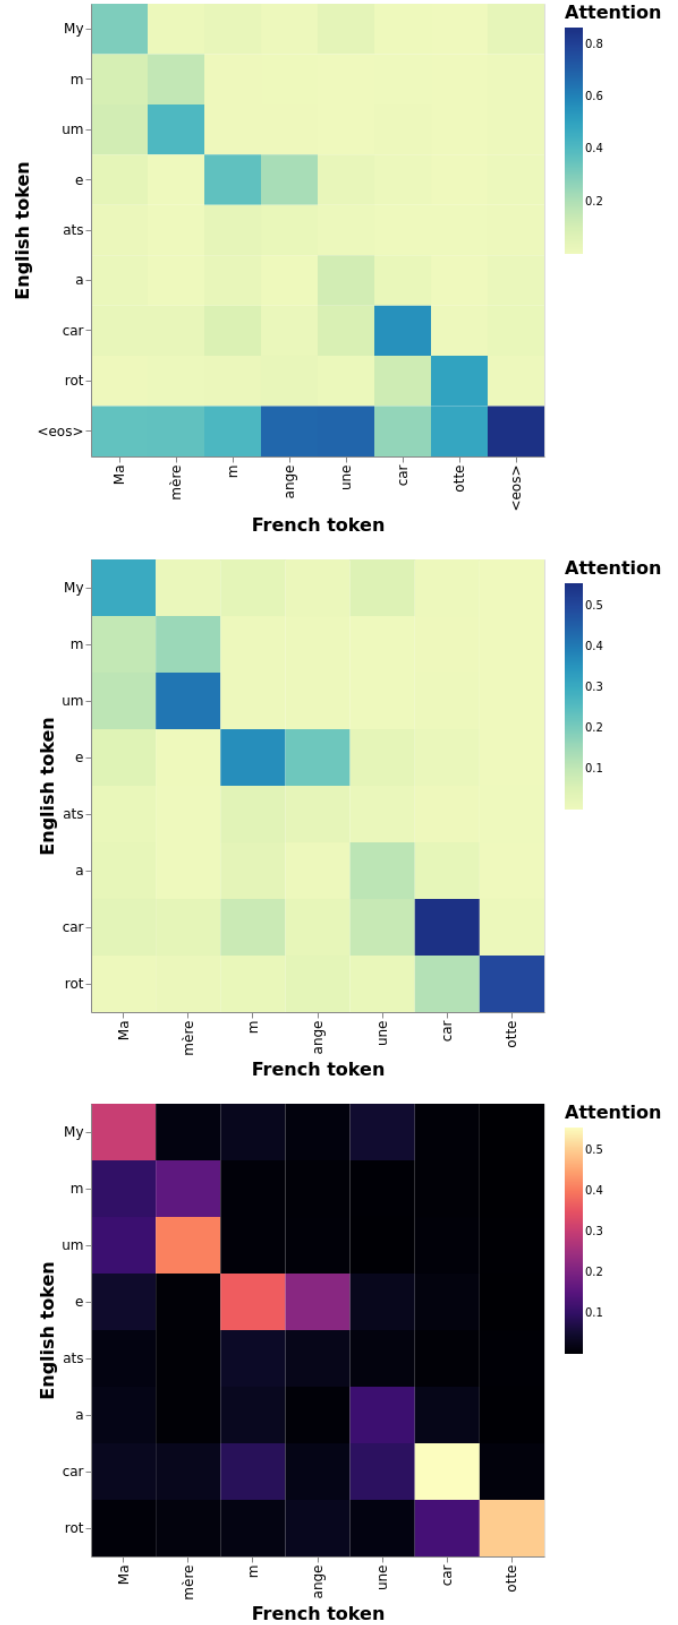 Attention
My
m
um
e
ats
a
car
rot
<eos>
English token
0.8
0.6
0.4
0.2
Ma
mère
m
ange
une
car
otte
<eos>
French token
Attention
My
m
um
e
ats
a
car
rot
English token
0.5
0.4
0.3
0.2
0.1
Ma
mère
m
ange
une
car
otte
French token
Attention
My
m
um
e
ats
a
car
rot
English token
0.5
0.4
0.3
0.2
0.1
Ma
mère
m
ange
une
car
otte
French token